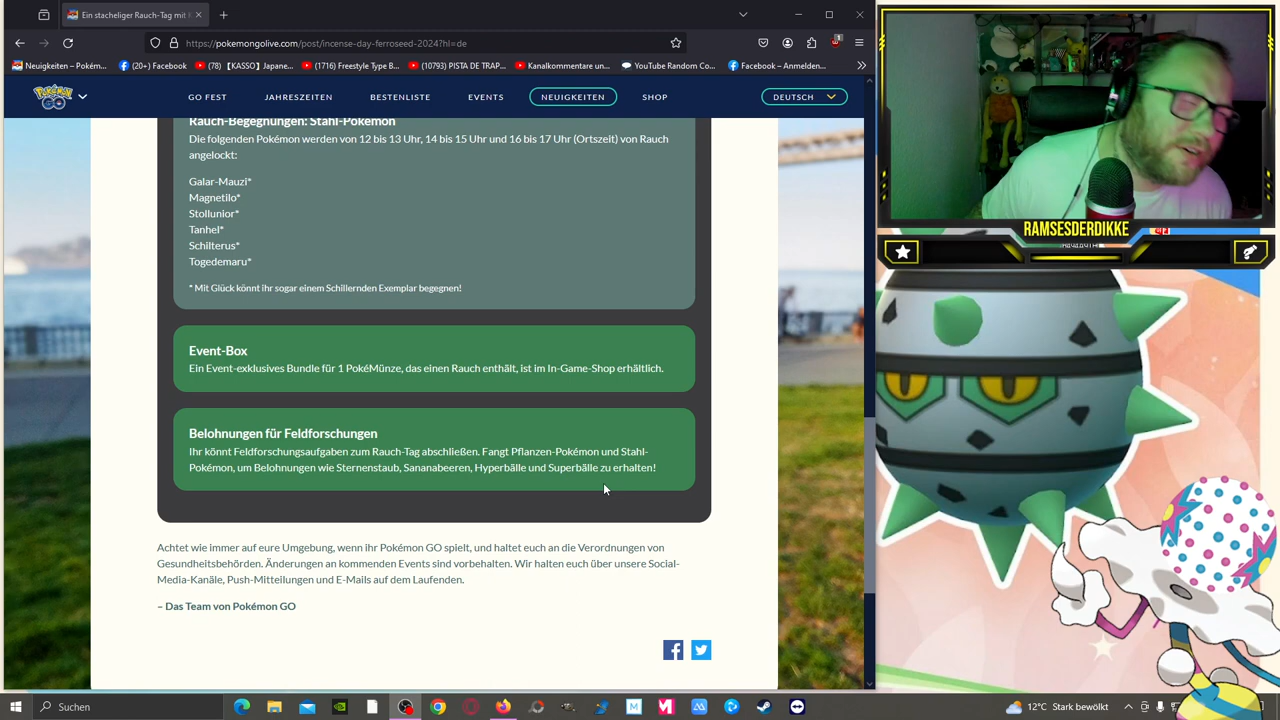 Ein stacheliger Rauch-Tag mit
https://pokemongolive.com/post/incense-day-ferro
2024?hl=de
Neuigkeiten – Pokém...
(20+) Facebook
(78) 【KASSO】Japane...
(1716) Freestyle B...
(10793) PISTA DE TRAP...
Kanalkommentare un...
YouTube Random Co...
Facebook – Anmelden...
GO FEST
JAHRESZEITEN
BESTENLISTE
EVENTS
NEUIGKEITEN
SHOP
DEUTSCH
Rauch-Begegnungen: Stahl-Pokémon
Die folgenden Pokémon werden von 12 bis 13 Uhr, 14 bis 15 Uhr und 16 bis 17 Uhr (Ortszeit) von Rauch
angelockt:
Galar-Mauzi*
Magnetilo*
Stollunior*
Tanhel*
Schilterus*
Togedemaru*
* Mit Glück könnt ihr sogar einem Schillernden Exemplar begegnen!
Event-Box
Ein Event-exklusives Bundle für 1 PokéMünze, das einen Rauch enthält, ist im In-Game-Shop erhältlich.
Belohnungen für Feldforschungen
Ihr könnt Feldforschungsaufgaben zum Rauch-Tag abschließen. Fangt Pflanzen-Pokémon und Stahl-
Pokémon, um Belohnungen wie Sternenstaub, Sananabeeren, Hyperbälle und Superbälle zu erhalten!
Achtet wie immer auf eure Umgebung, wenn ihr Pokémon GO spielt, und haltet euch an die Verordnungen von
Gesundheitsbehörden. Änderungen an kommenden Events sind vorbehalten. Wir halten euch über unsere Social-
Media-Kanäle, Push-Mitteilungen und E-Mails auf dem Laufenden.
– Das Team von Pokémon GO
RAMSESDERDIKKE
Suchen
12°C Stark bewölkt